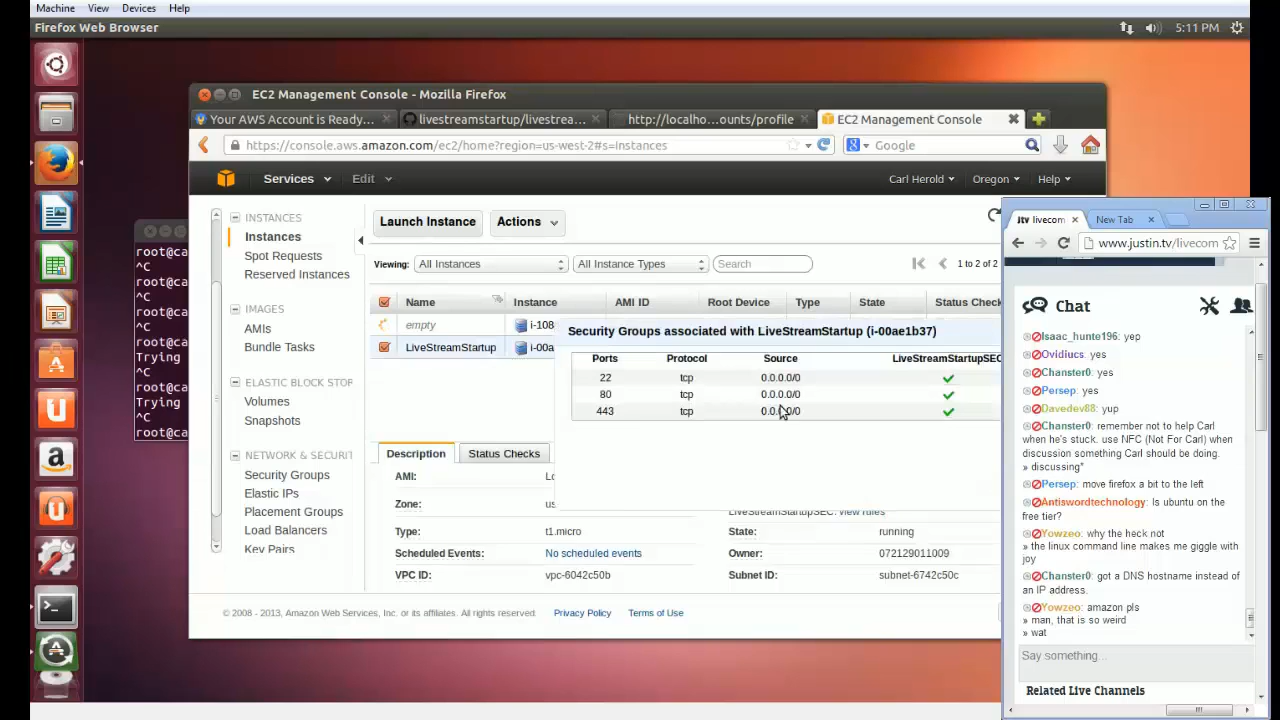 Machine View Devices Help
Firefox Web Browser
5:11 PM
EC2 Management Console - Mozilla Firefox
Your AWS Account is Ready...
livestreamstartup/livestrea...
http://localho...ounts/profile
EC2 Management Console
https://console.aws.amazon.com/ec2/home?region=us-west-2#s=instances
Google
Services
Edit
Carl Herold
Oregon
Help
INSTANCES
Instances
Spot Requests
Reserved Instances
IMAGES
AMIs
Bundle Tasks
ELASTIC BLOCK STOR
Volumes
Snapshots
NETWORK & SECURIT
Security Groups
Elastic IPs
Placement Groups
Load Balancers
Key Pairs
Launch Instance
Actions
Viewing:
All Instances
All Instance Types
Search
1 to 2 of 2
Name Instance AMI ID Root Device Type State Status Check
empty i-108
LiveStreamStartup i-00a
Security Groups associated with LiveStreamStartup (i-00ae1b37)
Ports Protocol Source LiveStreamStartupSEC
22 tcp 0.0.0.0/0
80 tcp 0.0.0.0/0
443 tcp 0.0.0.0/0
Description
Status Checks
AMI:
Zone: us
LiveStreamStartupSEC. view rules
Type: t1.micro State: running
Scheduled Events: No scheduled events Owner: 072129011009
VPC ID: vpc-6042c50b Subnet ID: subnet-6742c50c
© 2008 - 2013, Amazon Web Services, Inc. or its affiliates. All rights reserved. Privacy Policy Terms of Use
root@ca
^C
root@ca
^C
root@ca
^C
root@ca
Trying
^C
root@ca
Trying
^C
root@ca
jtv livecom
New Tab
www.justin.tv/livecom
Chat
Isaac_hunte196: yep
Ovidiucs: yes
Chanster0: yes
Persep: yes
Davedev88: yup
Chanster0: remember not to help Carl
when he's stuck. use NFC (Not For Carl) when
discussion something Carl should be doing.
» discussing*
Persep: move firefox a bit to the left
Antiswordtechnology: Is ubuntu on the
free tier?
Yowzeo: why the heck not
» the linux command line makes me giggle with
joy
Chanster0: got a DNS hostname instead of
an IP address.
Yowzeo: amazon pls
» man, that is so weird
» wat
Say something...
Related Live Channels